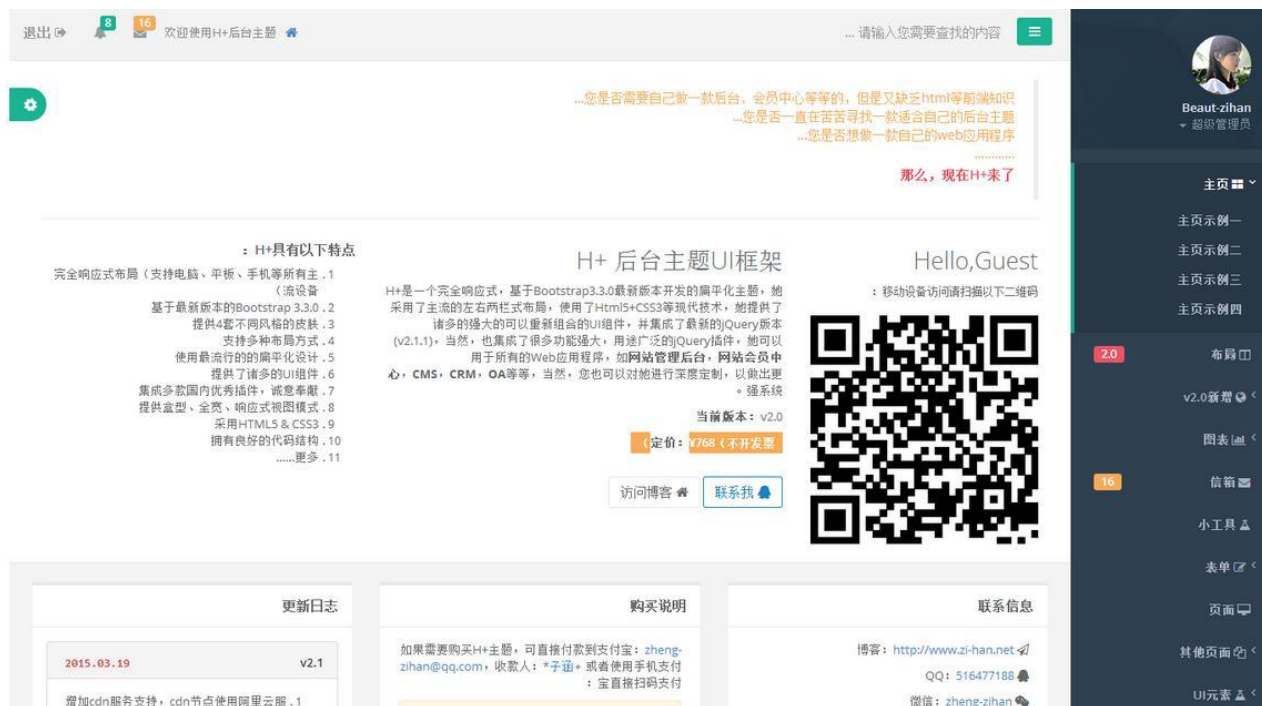 退出
8
16
欢迎使用H+后台主题
... 请输入您需要查找的内容
Beaut-zihan
超级管理员
...您是否需要自己做一款后台、会员中心等等的，但是又缺乏html等前端知识
...您是否一直在苦苦寻找一款适合自己的后台主题
...您是否想做一款自己的web应用程序
............
那么，现在H+来了
主页
主页示例一
主页示例二
主页示例三
主页示例四
布局
2.0
v2.0新增
图表
信箱
16
小工具
表单
页面
其他页面
UI元素
Hello,Guest
移动设备访问请扫描以下二维码：
H+ 后台主题UI框架
H+是一个完全响应式，基于Bootstrap3.3.0最新版本开发的扁平化主题，她
采用了主流的左右两栏式布局，使用了Html5+CSS3等现代技术，她提供了
诸多的强大的可以重新组合的UI组件，并集成了最新的jQuery版本
(v2.1.1)，当然，也集成了很多功能强大，用途广泛的jQuery插件，她可以
用于所有的Web应用程序，如网站管理后台，网站会员中
心，CMS，CRM，OA等等，当然，您也可以对她进行深度定制，以做出更
强系统。
当前版本：v2.0
定价：¥768（不开发票）
访问博客
联系我
H+具有以下特点：
1. 完全响应式布局（支持电脑、平板、手机等所有主
流设备）
2. 基于最新版本的Bootstrap 3.3.0
3. 提供4套不同风格的皮肤
4. 支持多种布局方式
5. 使用最流行的的扁平化设计
6. 提供了诸多的UI组件
7. 集成多款国内优秀插件，诚意奉献
8. 提供盒型、全宽、响应式视图模式
9. 采用HTML5 & CSS3
10. 拥有良好的代码结构
11. 更多......
联系信息
博客：http://www.zi-han.net
QQ：516477188
微信：zheng-zihan
购买说明
如果需要购买H+主题，可直接付款到支付宝：zheng-
zihan@qq.com，收款人：*子涵。或者使用手机支付
宝直接扫码支付：
更新日志
2015.03.19
v2.1
1. 增加cdn服务支持，cdn节点使用阿里云服